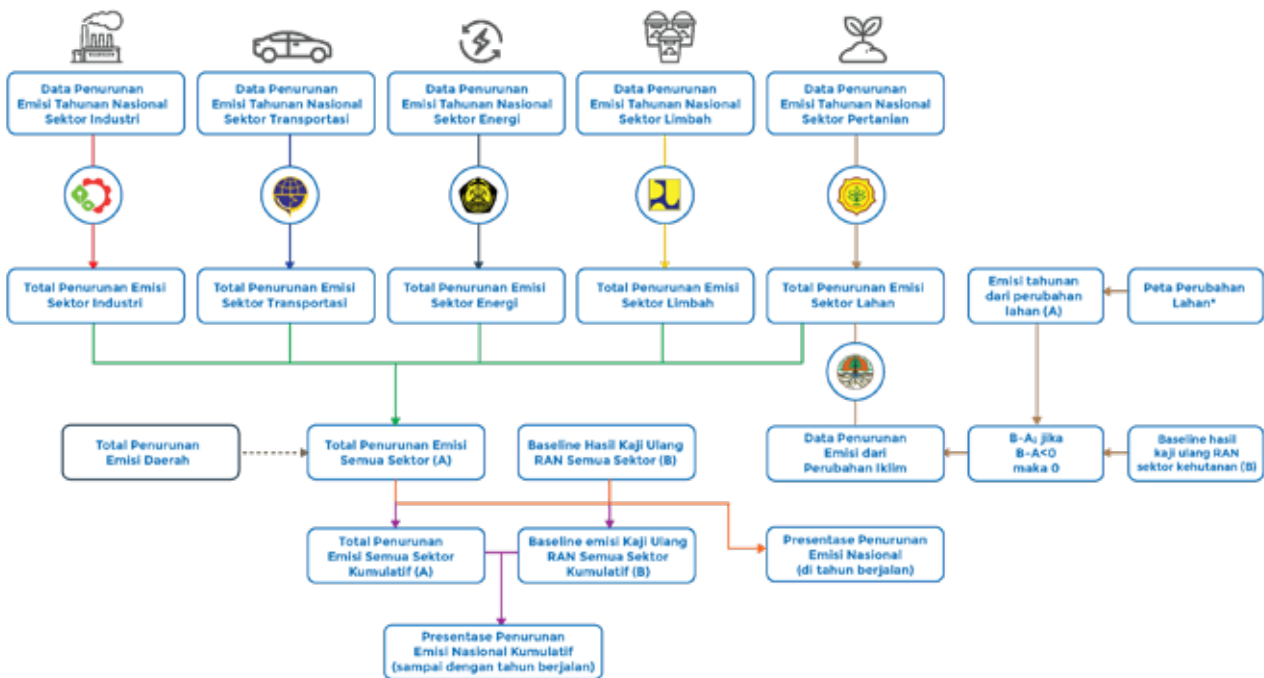 Data Penurunan
Emisi Tahunan Nasional
Sektor Industri
Data Penurunan
Emisi Tahunan Nasional
Sektor Transportasi
Data Penurunan
Emisi Tahunan Nasional
Sektor Energi
Data Penurunan
Emisi Tahunan Nasional
Sektor Limbah
Data Penurunan
Emisi Tahunan Nasional
Sektor Pertanian
Total Penurunan Emisi
Sektor Industri
Total Penurunan Emisi
Sektor Transportasi
Total Penurunan Emisi
Sektor Energi
Total Penurunan Emisi
Sektor Limbah
Total Penurunan Emisi
Sektor Lahan
Emisi tahunan
dari perubahan
lahan (A)
Peta Perubahan
Lahan*
Total Penurunan
Emisi Daerah
Total Penurunan Emisi
Semua Sektor (A)
Baseline Hasil Kaji Ulang
RAN Semua Sektor (B)
Data Penurunan
Emisi dari
Perubahan Iklim
B-A; jika
B-A<0
maka 0
Baseline hasil
kaji ulang RAN
sektor kehutanan (B)
Total Penurunan
Emisi Semua Sektor
Kumulatif (A)
Baseline emisi Kaji Ulang
RAN Semua Sektor
Kumulatif (B)
Presentase Penurunan
Emisi Nasional
(di tahun berjalan)
Presentase Penurunan
Emisi Nasional Kumulatif
(sampai dengan tahun berjalan)